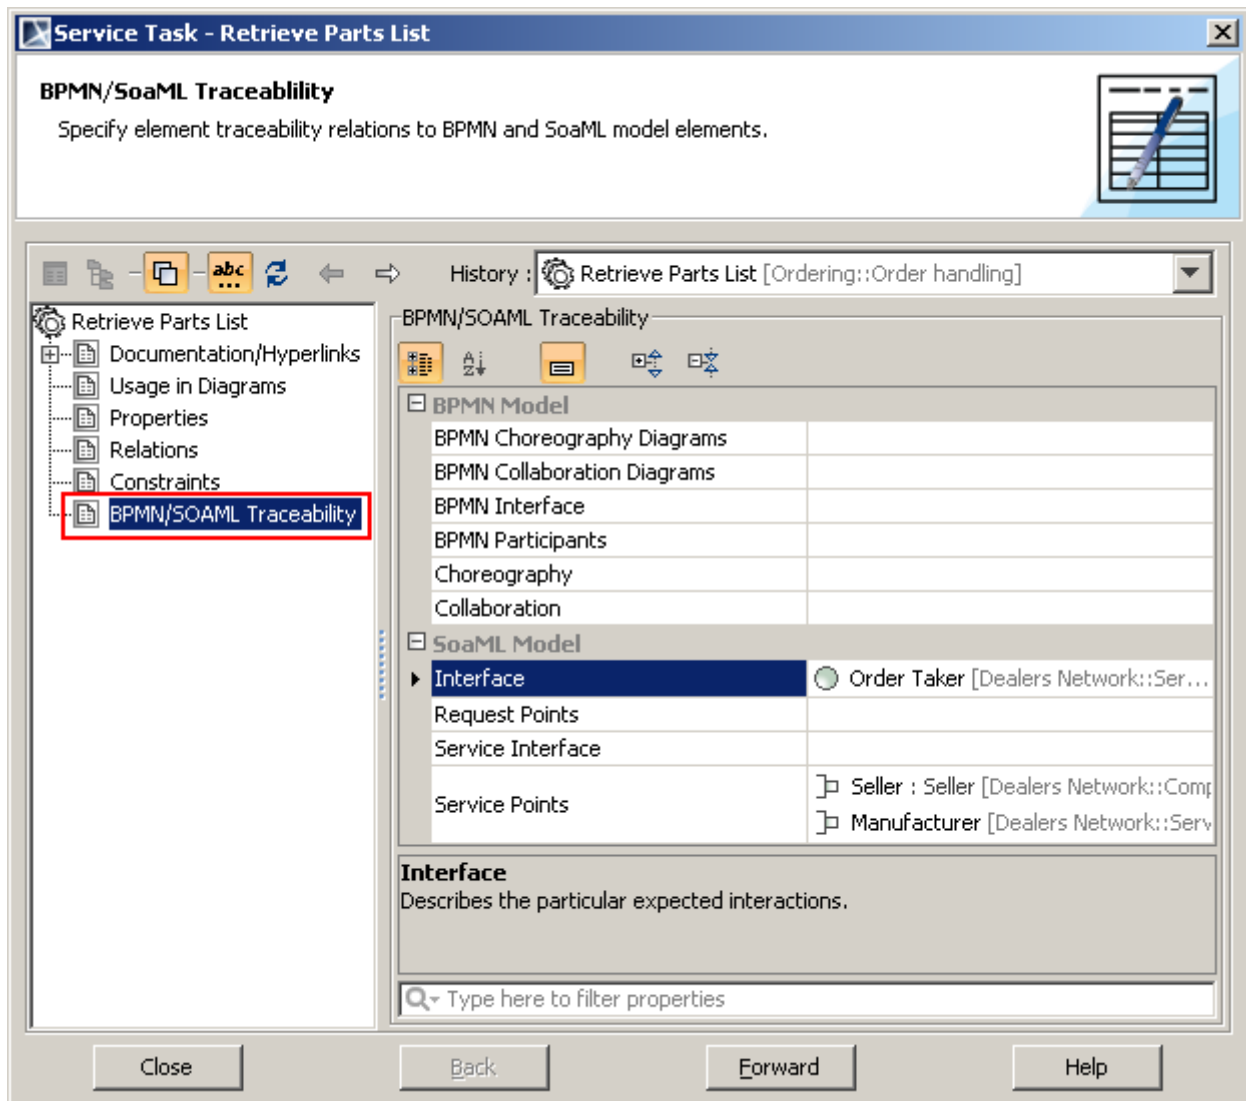 Service Task - Retrieve Parts List
BPMN/SoaML Traceablility
Specify element traceability relations to BPMN and SoaML model elements.
abc
History : Retrieve Parts List [Ordering::Order handling]
Retrieve Parts List
Documentation/Hyperlinks
Usage in Diagrams
Properties
Relations
Constraints
BPMN/SOAML Traceability
BPMN/SOAML Traceability
BPMN Model
BPMN Choreography Diagrams
BPMN Collaboration Diagrams
BPMN Interface
BPMN Participants
Choreography
Collaboration
SoaML Model
Interface Order Taker [Dealers Network::Ser...
Request Points
Service Interface
Service Points
Seller : Seller [Dealers Network::Comp
Manufacturer [Dealers Network::Serv
Interface
Describes the particular expected interactions.
Type here to filter properties
Close Back Forward Help